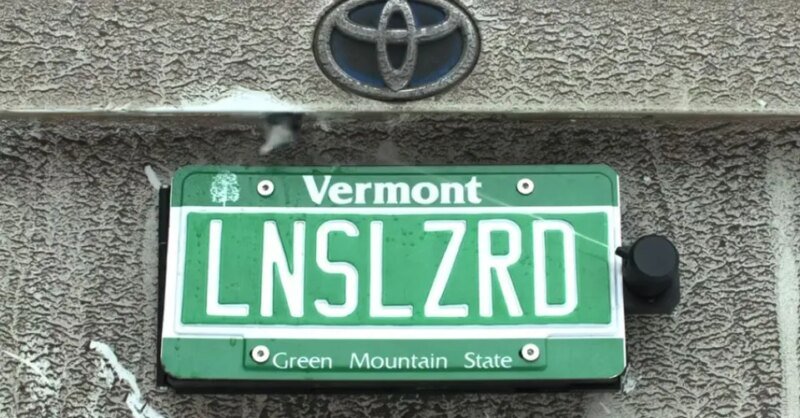 Vermont
LNSLZRD
Green Mountain State